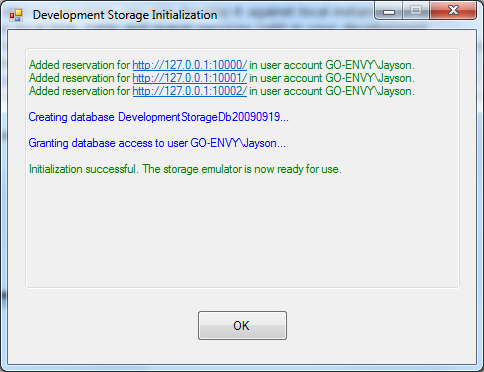 Development Storage Initialization
Added reservation for http://127.0.0.1:10000/ in user account GO-ENVY\Jayson.
Added reservation for http://127.0.0.1:10001/ in user account GO-ENVY\Jayson.
Added reservation for http://127.0.0.1:10002/ in user account GO-ENVY\Jayson.
Creating database DevelopmentStorageDb20090919...
Granting database access to user GO-ENVY\Jayson...
Initialization successful. The storage emulator is now ready for use.
OK